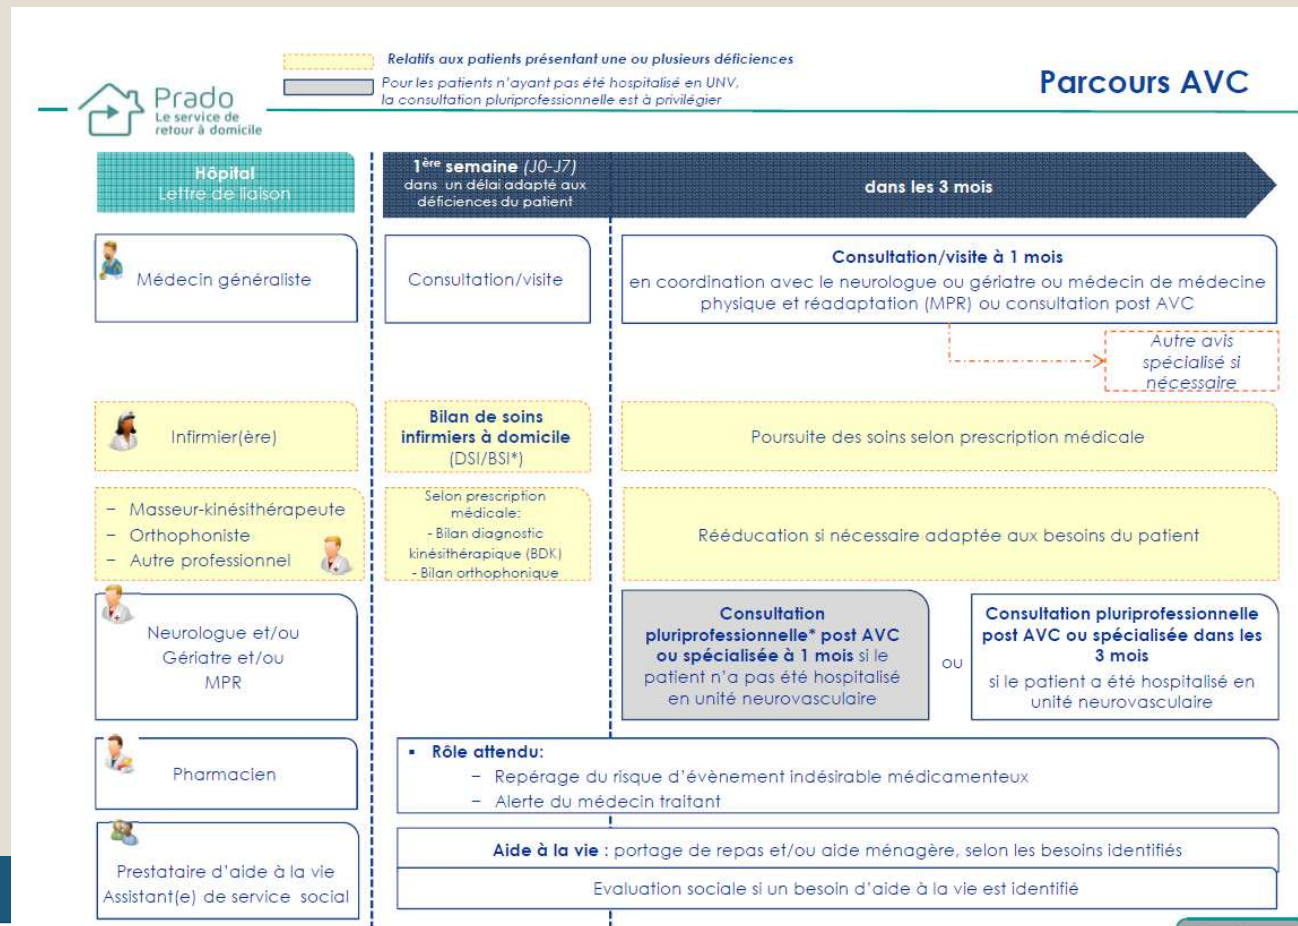 Relatifs aux patients présentant une ou plusieurs déficiences
Pour les patients n'ayant pas été hospitalisé en UNV,
la consultation pluriprofessionnelle est à privilégier
Parcours AVC
Prado
Le service de
retour à domicile
Hôpital
Lettre de liaison
1ère semaine (J0-J7)
dans un délai adapté aux
déficiences du patient
dans les 3 mois
Médecin généraliste
Consultation/visite
Consultation/visite à 1 mois
en coordination avec le neurologue ou gériatre ou médecin de médecine
physique et réadaptation (MPR) ou consultation post AVC
Autre avis
spécialisé si
nécessaire
Infirmier(ère)
Bilan de soins
infirmiers à domicile
(DSI/BSI*)
Poursuite des soins selon prescription médicale
– Masseur-kinésithérapeute
– Orthophoniste
– Autre professionnel
Selon prescription
médicale:
- Bilan diagnostic
kinésithérapique (BDK)
- Bilan orthophonique
Rééducation si nécessaire adaptée aux besoins du patient
Neurologue et/ou
Gériatre et/ou
MPR
Consultation
pluriprofessionnelle* post AVC
ou spécialisée à 1 mois si le
patient n'a pas été hospitalisé
en unité neurovasculaire
ou
Consultation pluriprofessionnelle
post AVC ou spécialisée dans les
3 mois
si le patient a été hospitalisé en
unité neurovasculaire
Pharmacien
▪ Rôle attendu:
– Repérage du risque d'évènement indésirable médicamenteux
– Alerte du médecin traitant
Prestataire d'aide à la vie
Assistant(e) de service social
Aide à la vie : portage de repas et/ou aide ménagère, selon les besoins identifiés
Evaluation sociale si un besoin d'aide à la vie est identifié